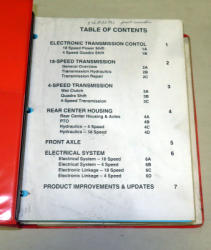 TABLE OF CONTENTS
ELECTRONIC TRANSMISSION CONTOL 1
18 Speed Power Shift 1A
4 Speed Quadra Shift 1B
18-SPEED TRANSMISSION 2
General Overview 2A
Transmission Hydraulics 2B
Transmission Repair 2C
4-SPEED TRANSMISSION 3
Wet Clutch 3A
Quadra Shift 3B
4-Speed Transmission 3C
REAR CENTER HOUSING 4
Rear Center Housing & Axles 4A
PTO 4B
Hydraulics - 4 Speed 4C
Hydraulics - 18 Speed 4D
FRONT AXLE 5
ELECTRICAL SYSTEM 6
Electrical System - 18 Speed 6A
Electrical System - 4 Speed 6B
Electronic Linkage - 18 Speed 6C
Electronic Linkage - 4 Speed 6D
PRODUCT IMPROVEMENTS & UPDATES 7